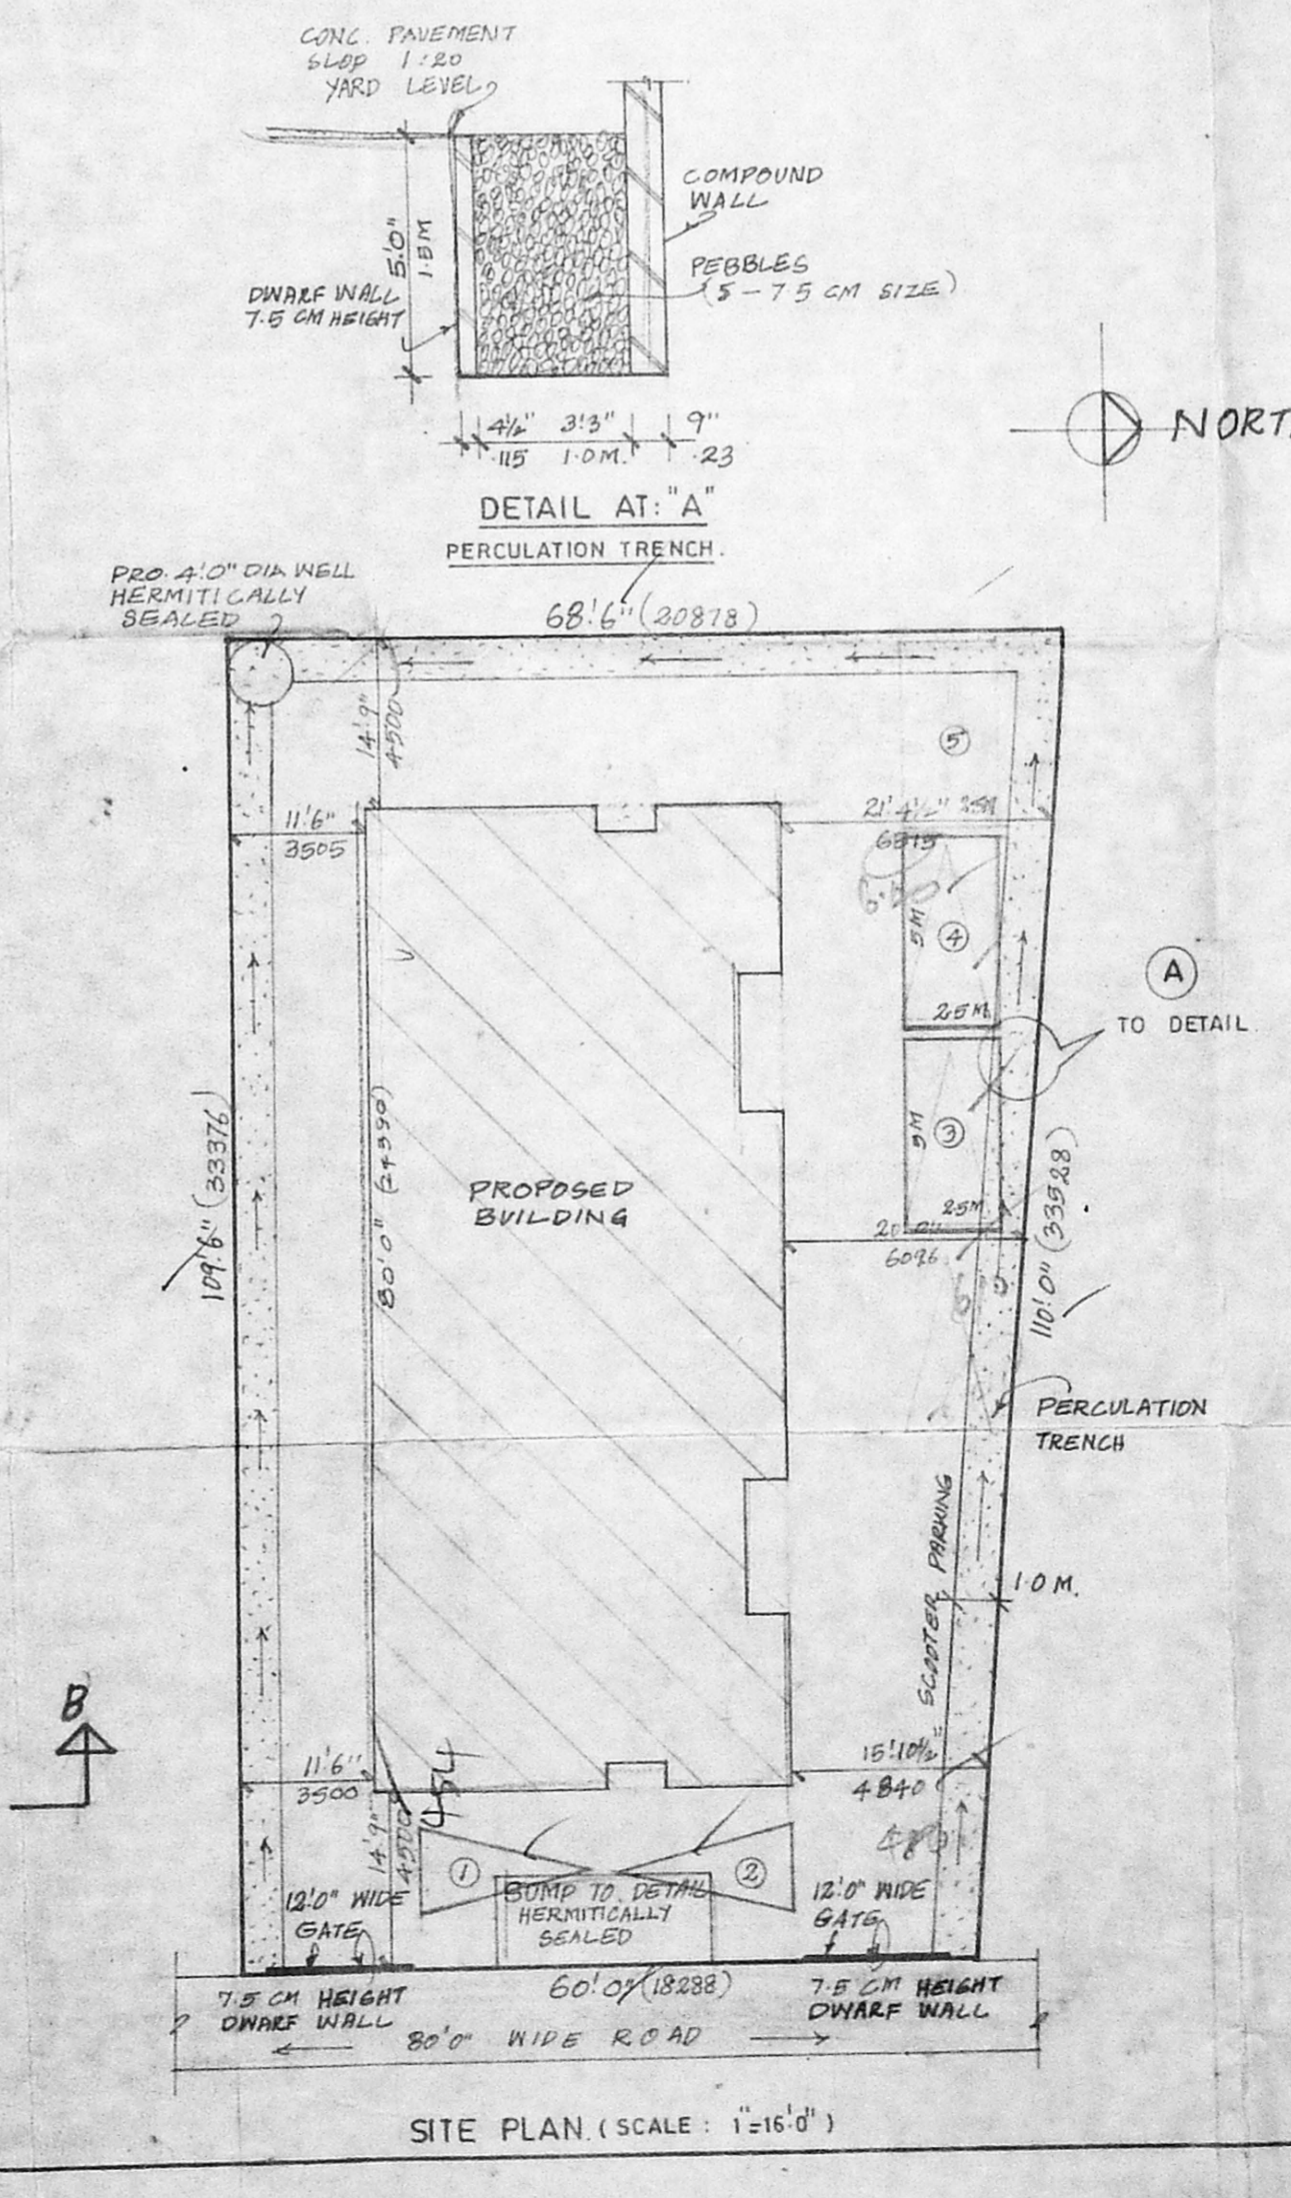 CONC. PAVEMENT
SLOP 1:20
YARD LEVEL
COMPOUND
WALL
5'.0"
1.5M
PEBBLES
(5 – 7 5 CM SIZE)
DWARF WALL
7.5 CM HEIGHT
4½" 3'.3" 9"
.115 1.0 M. .23
NORT
DETAIL AT: "A"
PERCULATION TRENCH.
PRO. 4'.0" DIA WELL
HERMITICALLY
SEALED
68'.6" (20878)
14'.9"
4500
5
11'.6"
3505
21'.4½"
6515
5M
4
2.5 M
A
TO DETAIL
5M
3
2.5M
109'.6" (33376)
80'.0" (24390)
PROPOSED
BUILDING
6096
110'.0" (33528)
PERCULATION
TRENCH
SCOOTER PARKING
1.0 M.
B
11'.6"
3500
454
15'.10½"
4840
14'.9"
4500
1
2
SUMP TO DETAIL
HERMITICALLY
SEALED
12'.0" WIDE
GATE
12'.0" WIDE
GATE
60'.0" (18288)
7.5 CM HEIGHT
DWARF WALL
7.5 CM HEIGHT
DWARF WALL
80'0" WIDE ROAD
SITE PLAN. (SCALE : 1"=16'.0")